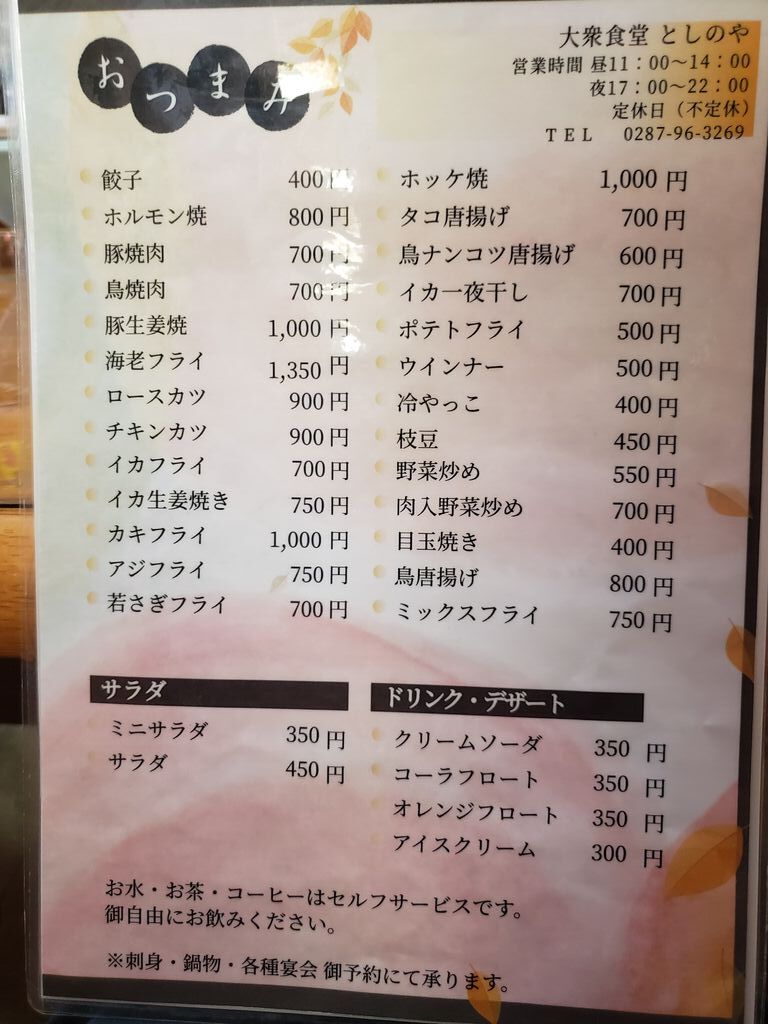 おつまみ
大衆食堂 としのや
営業時間 昼11：00〜14：00
夜17：00〜22：00
定休日（不定休）
TEL 0287-96-3269
餃子 400円
ホルモン焼 800円
豚焼肉 700円
鳥焼肉 700円
豚生姜焼 1,000円
海老フライ 1,350円
ロースカツ 900円
チキンカツ 900円
イカフライ 700円
イカ生姜焼き 750円
カキフライ 1,000円
アジフライ 750円
若さぎフライ 700円
ホッケ焼 1,000円
タコ唐揚げ 700円
鳥ナンコツ唐揚げ 600円
イカ一夜干し 700円
ポテトフライ 500円
ウインナー 500円
冷やっこ 400円
枝豆 450円
野菜炒め 550円
肉入野菜炒め 700円
目玉焼き 400円
鳥唐揚げ 800円
ミックスフライ 750円
サラダ
ミニサラダ 350円
サラダ 450円
ドリンク・デザート
クリームソーダ 350円
コーラフロート 350円
オレンジフロート 350円
アイスクリーム 300円
お水・お茶・コーヒーはセルフサービスです。
御自由にお飲みください。
※刺身・鍋物・各種宴会 御予約にて承ります。